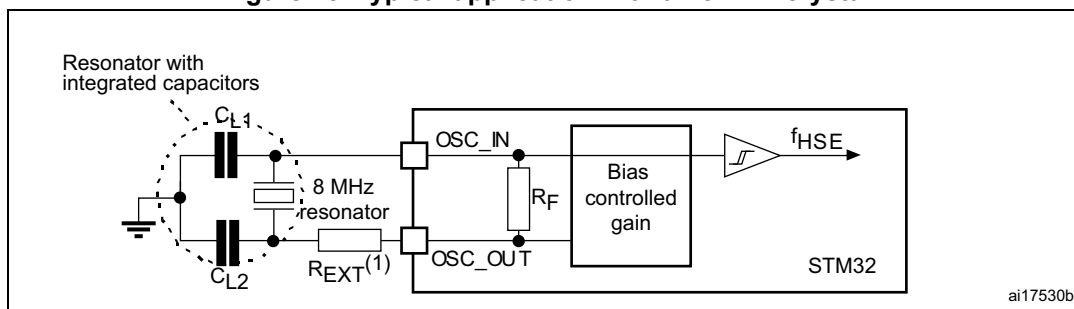 Resonator with
integrated capacitors
CL1
OSC_IN
fHSE
8 MHz
resonator
RF
Bias
controlled
gain
REXT(1)
OSC_OUT
CL2
STM32
ai17530b